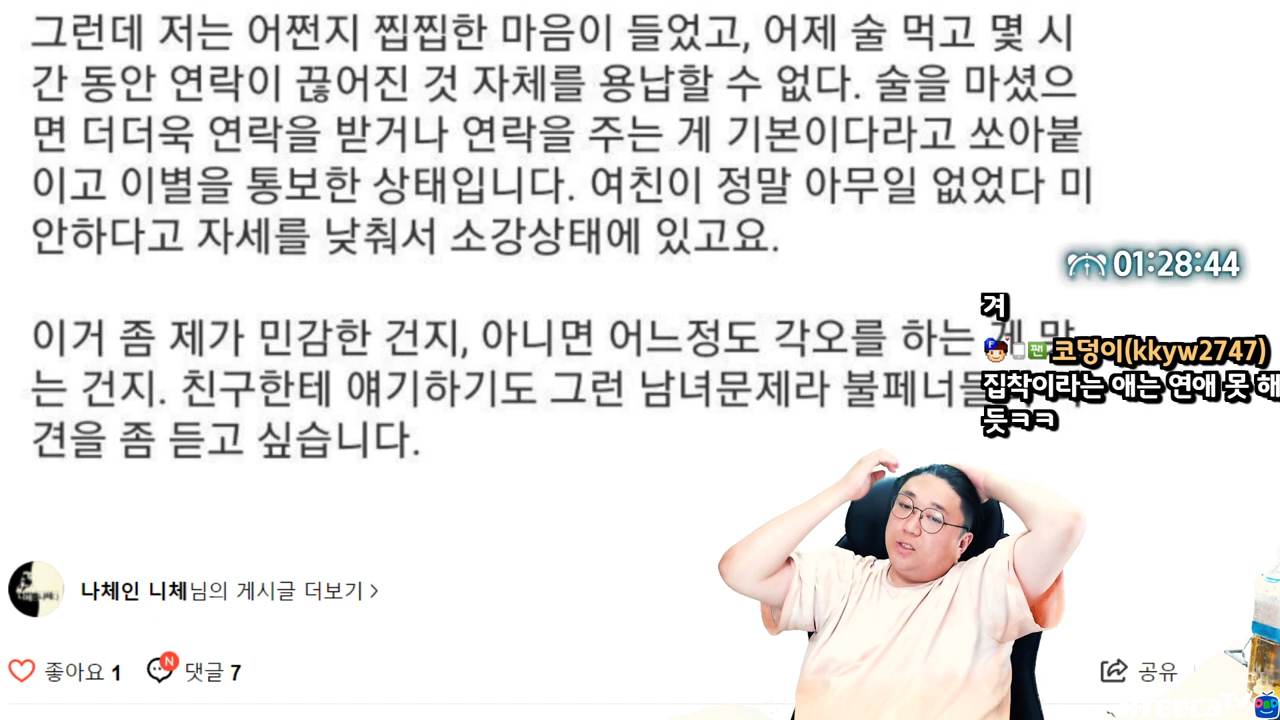 그런데 저는 어쩐지 찝찝한 마음이 들었고, 어제 술 먹고 몇 시
간 동안 연락이 끊어진 것 자체를 용납할 수 없다. 술을 마셨으
면 더더욱 연락을 받거나 연락을 주는 게 기본이다라고 쏘아붙
이고 이별을 통보한 상태입니다. 여친이 정말 아무일 없었다 미
안하다고 자세를 낮춰서 소강상태에 있고요.
01:28:44
겨
이거 좀 제가 민감한 건지, 아니면 어느정도 각오를 하는 게
F 팬 코덩이(kkyw2747)
는 건지. 친구한테 얘기하기도 그런 남녀문제라 불페너들
집착이라는 애는 연애 못 해
듯ㅋㅋ
견을 좀 듣고 싶습니다.
나체인 니체님의 게시글 더보기 >
좋아요 1 N 댓글 7
공유